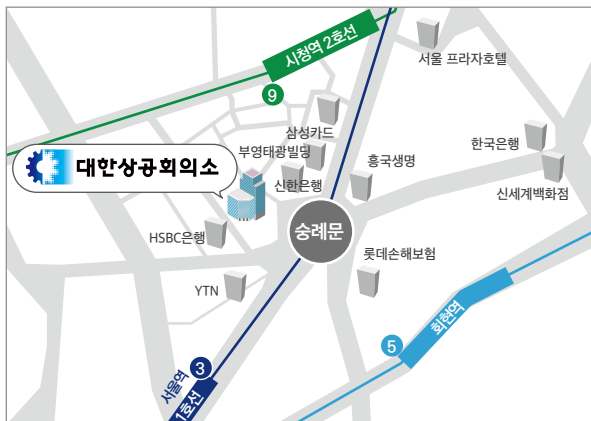 시청역 2호선
서울 프라자호텔
9
삼성카드
한국은행
부영태광빌딩
흥국생명
대한상공회의소
신한은행
신세계백화점
숭례문
HSBC은행
롯데손해보험
YTN
회현역
5
3
서울역
1호선